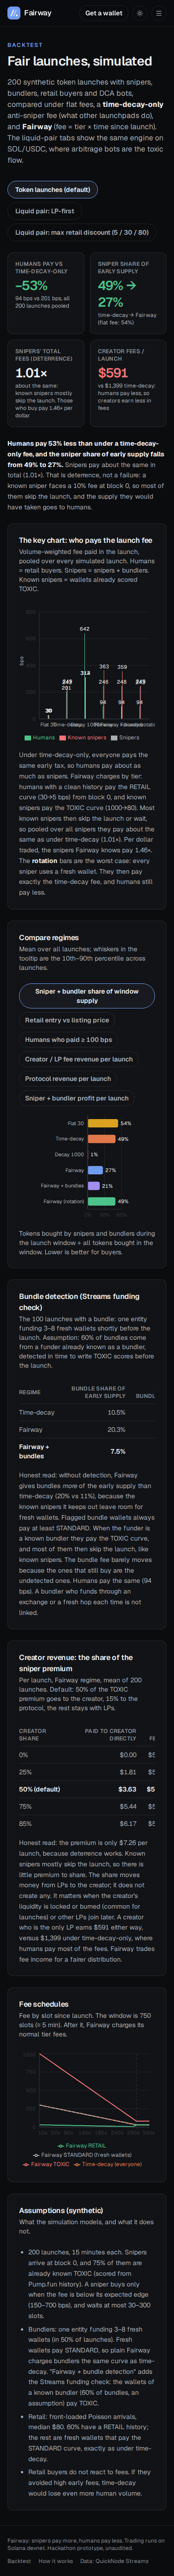 Fairway
Get a wallet
BACKTEST
Fair launches, simulated
200 synthetic token launches with snipers,
bundlers, retail buyers and DCA bots,
compared under flat fees, a time-decay-only
anti-sniper (what other launchpads do),
and Fairway (fee = tier × time since launch).
The liquid-pair tabs show the same engine on
SOL/USDC, where arbitrage bots are the toxic
flow.
Token launches (default)
Liquid pair: LP-first
Liquid pair: max retail discount (5 / 30 / 80)
HUMANS PAY VS
TIME-DECAY-ONLY
−53%
94 bps vs 201 bps, all
200 launches pooled
SNIPER SHARE OF
EARLY SUPPLY
49% →
27%
time-decay → Fairway
(flat fee: 54%)
SNIPERS' TOTAL
FEES (DETERRENCE)
1.01×
about the same:
known snipers mostly
skip the launch. Those
who buy pay 1.46× per
dollar.
CREATOR FEES /
LAUNCH
$591
vs $1,399 time-decay:
humans pay less, so
creators earn less in
fees
Humans pay 53% less than under a time-decay-
only fee, and the sniper share of early supply falls
from 49% to 27%. Snipers pay about the same in
total (1.01×). That is deterrence, not a failure: a
known sniper faces a 10% fee at block 0, so most of
them skip the launch, and the supply they would
have taken goes to humans.
The key chart: who pays the launch fee
Volume-weighted fee paid in the launch,
pooled over every simulated launch. Humans
= retail buyers. Snipers = snipers + bundlers.
Known snipers = wallets already scored
TOXIC.
800
600
400
200
0
bps
30
201
642
313
363
246
94
359
248
94
94
Flat 30
Humans
Known snipers
Snipers
Under time-decay-only, everyone pays the
same early tax, so humans pay about as
much as snipers. Fairway charges by tier:
humans with a clean history pay the RETAIL
curve (30→5 bps) from block 0, and known
snipers pay the TOXIC curve (1000→80). Most
known snipers then skip the launch or wait,
so pooled over all snipers they pay about the
same as under time-decay (1.01×). Per dollar
traded, the snipers Fairway knows pay 1.46×.
The rotation bars are the worst case: every
sniper uses a fresh wallet. They then pay
exactly the time-decay fee, and humans still
pay less.
Compare regimes
Mean over all launches; whiskers in the
tooltip are the 10th–90th percentile across
launches.
Sniper + bundler share of window
supply
Retail entry vs listing price
Humans who paid ≥ 100 bps
Creator / LP fee revenue per launch
Protocol revenue per launch
Sniper + bundler profit per launch
Flat 30
54%
Time-decay
49%
Decay 1000
1%
Fairway
27%
Fairway + bundles
21%
Fairway (rotation)
49%
0%
30%
60%
Tokens bought by snipers and bundlers during
the launch window ÷ all tokens bought in the
window. Lower is better for buyers.
Bundle detection (Streams funding
check)
The 100 launches with a bundle: one entity
funding 3–8 fresh wallets shortly before the
launch. Assumption: 60% of bundles come
from a funder already known as a bundler,
detected in time to write TOXIC scores before
the launch.
REGIME
BUNDLE SHARE OF
EARLY SUPPLY
BUNDL
Time-decay
10.5%
Fairway
20.3%
Fairway +
bundles
7.5%
Honest read: without detection, Fairway
gives bundles more of the early supply than
time-decay (20% vs 11%), because the
known snipers it keeps out leave room for
fresh wallets. Flagged bundle wallets always
pay at least STANDARD. When the funder is
a known bundler they pay the TOXIC curve,
and most of them then skip the launch, like
known snipers. The bundle fee barely moves
because the ones that still buy are the
undetected ones. Humans pay the same (94
bps). A bundler who funds through an
exchange or a fresh hop each time is not
linked.
Creator revenue: the share of the
sniper premium
Per launch, Fairway regime, mean of 200
launches. Default: 50% of the TOXIC
premium goes to the creator, 15% to the
protocol, the rest stays with LPs.
CREATOR
SHARE
PAID TO CREATOR
DIRECTLY
FE
0%
$0.00
$5
25%
$1.81
$5
50% (default)
$3.63
$5
75%
$5.44
$5
85%
$6.17
$5
Honest read: the premium is only $7.26 per
launch, because deterrence works. Known
snipers mostly skip the launch, so there is
little premium to share. The share moves
money from LPs to the creator; it does not
create any. It matters when the creator's
liquidity is locked or burned (common for
launches) or other LPs join later. A creator
who is the only LP earns $591 either way,
versus $1,399 under time-decay-only, where
humans pay most of the fees. Fairway trades
fee income for a fairer distribution.
Fee schedules
Fee by slot since launch. The window is 750
slots (≈ 5 min). After it, Fairway charges its
normal tier fees.
Fairway RETAIL
Fairway STANDARD (fresh wallets)
Fairway TOXIC
Time-decay (everyone)
Assumptions (synthetic)
What the simulation models, and what it does
not.
• 200 launches, 15 minutes each. Snipers
arrive at block 0, and 75% of them are
already known TOXIC (scored from
Pump.fun history). A sniper buys only
when the fee is below its expected edge
(150–700 bps), and waits at most 30–300
slots.
• Bundlers: one entity funding 3–8 fresh
wallets (in 50% of launches). Fresh
wallets pay STANDARD, so plain Fairway
charges bundlers the same curve as time-
decay. "Fairway + bundle detection" adds
the Streams funding check: the wallets of
a known bundler (60% of bundles, an
assumption) pay TOXIC.
• Retail: front-loaded Poisson arrivals,
median $80. 60% have a RETAIL history;
the rest are fresh wallets that pay the
STANDARD curve, exactly as under time-
decay.
• Retail buyers do not react to fees. If they
avoided high early fees, time-decay
would lose even more human volume.
Fairway: snipers pay more, humans pay less. Trading runs on
Solana devnet. Hackathon prototype, unaudited.
Backtest
How it works
Data: QuickNode Streams